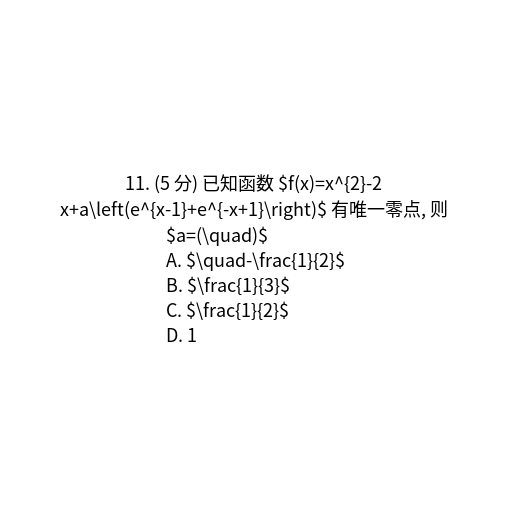 11. (5 分) 已知函数 $f(x)=x^{2}-2
x+a\left(e^{x-1}+e^{-x+1}\right)$ 有唯一零点, 则
$a=(\quad)$
A. $\quad-\frac{1}{2}$
B. $\frac{1}{3}$
C. $\frac{1}{2}$
D. 1